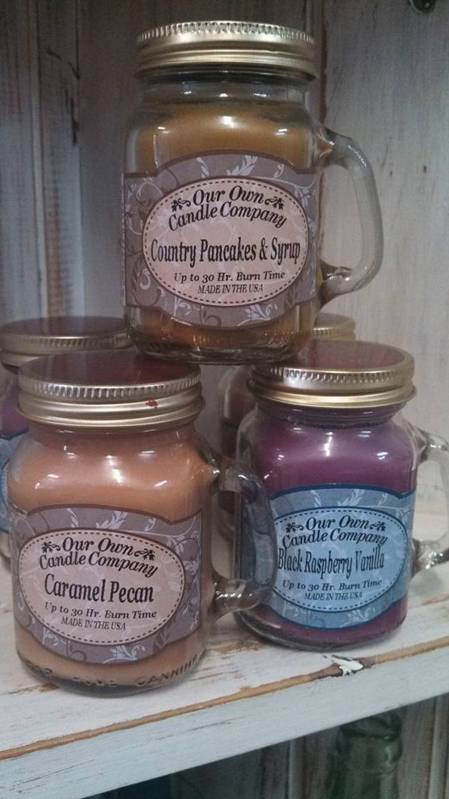 Our Own
Candle Company
Country Pancakes & Syrup
Up to 30 Hr. Burn Time
MADE IN THE USA
Our Own
Candle Company
Caramel Pecan
Up to 30 Hr. Burn Time
MADE IN THE USA
Our Own
Candle Company
Black Raspberry Vanilla
Up to 30 Hr. Burn Time
MADE IN THE USA